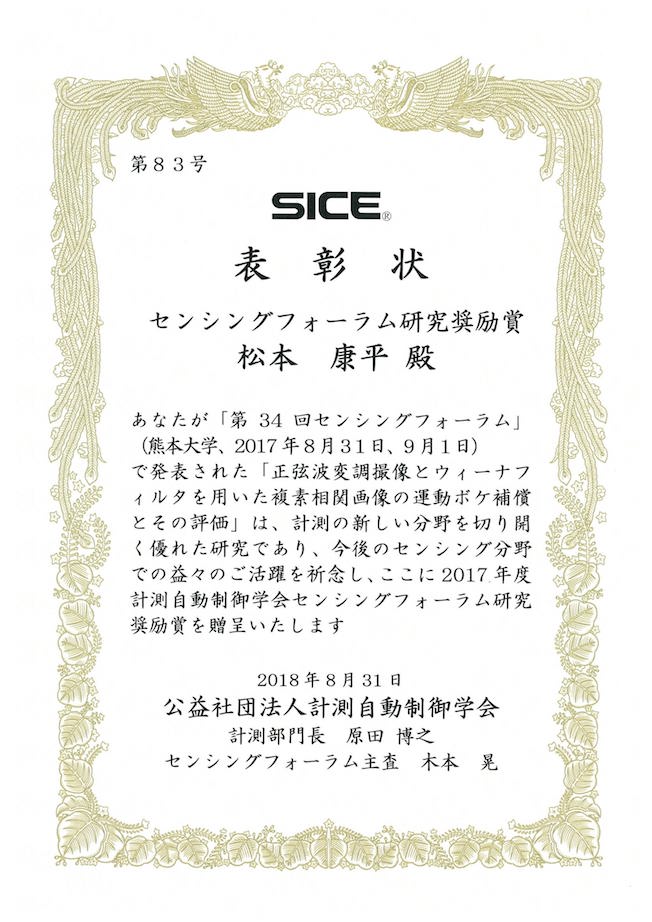 第８３号
SICE®
表 彰 状
センシングフォーラム研究奨励賞
松本 康平 殿
あなたが「第 34 回センシングフォーラム」
（熊本大学、2017年８月３１日、９月１日）
で発表された「正弦波変調撮像とウィーナフ
ィルタを用いた複素相関画像の運動ボケ補償
とその評価」は、計測の新しい分野を切り開
く優れた研究であり、今後のセンシング分野
での益々のご活躍を祈念し、ここに 2017 年度
計測自動制御学会センシングフォーラム研究
奨励賞を贈呈いたします
2018年８月31日
公益社団法人計測自動制御学会
計測部門長 原田 博之
センシングフォーラム主査 木本 晃